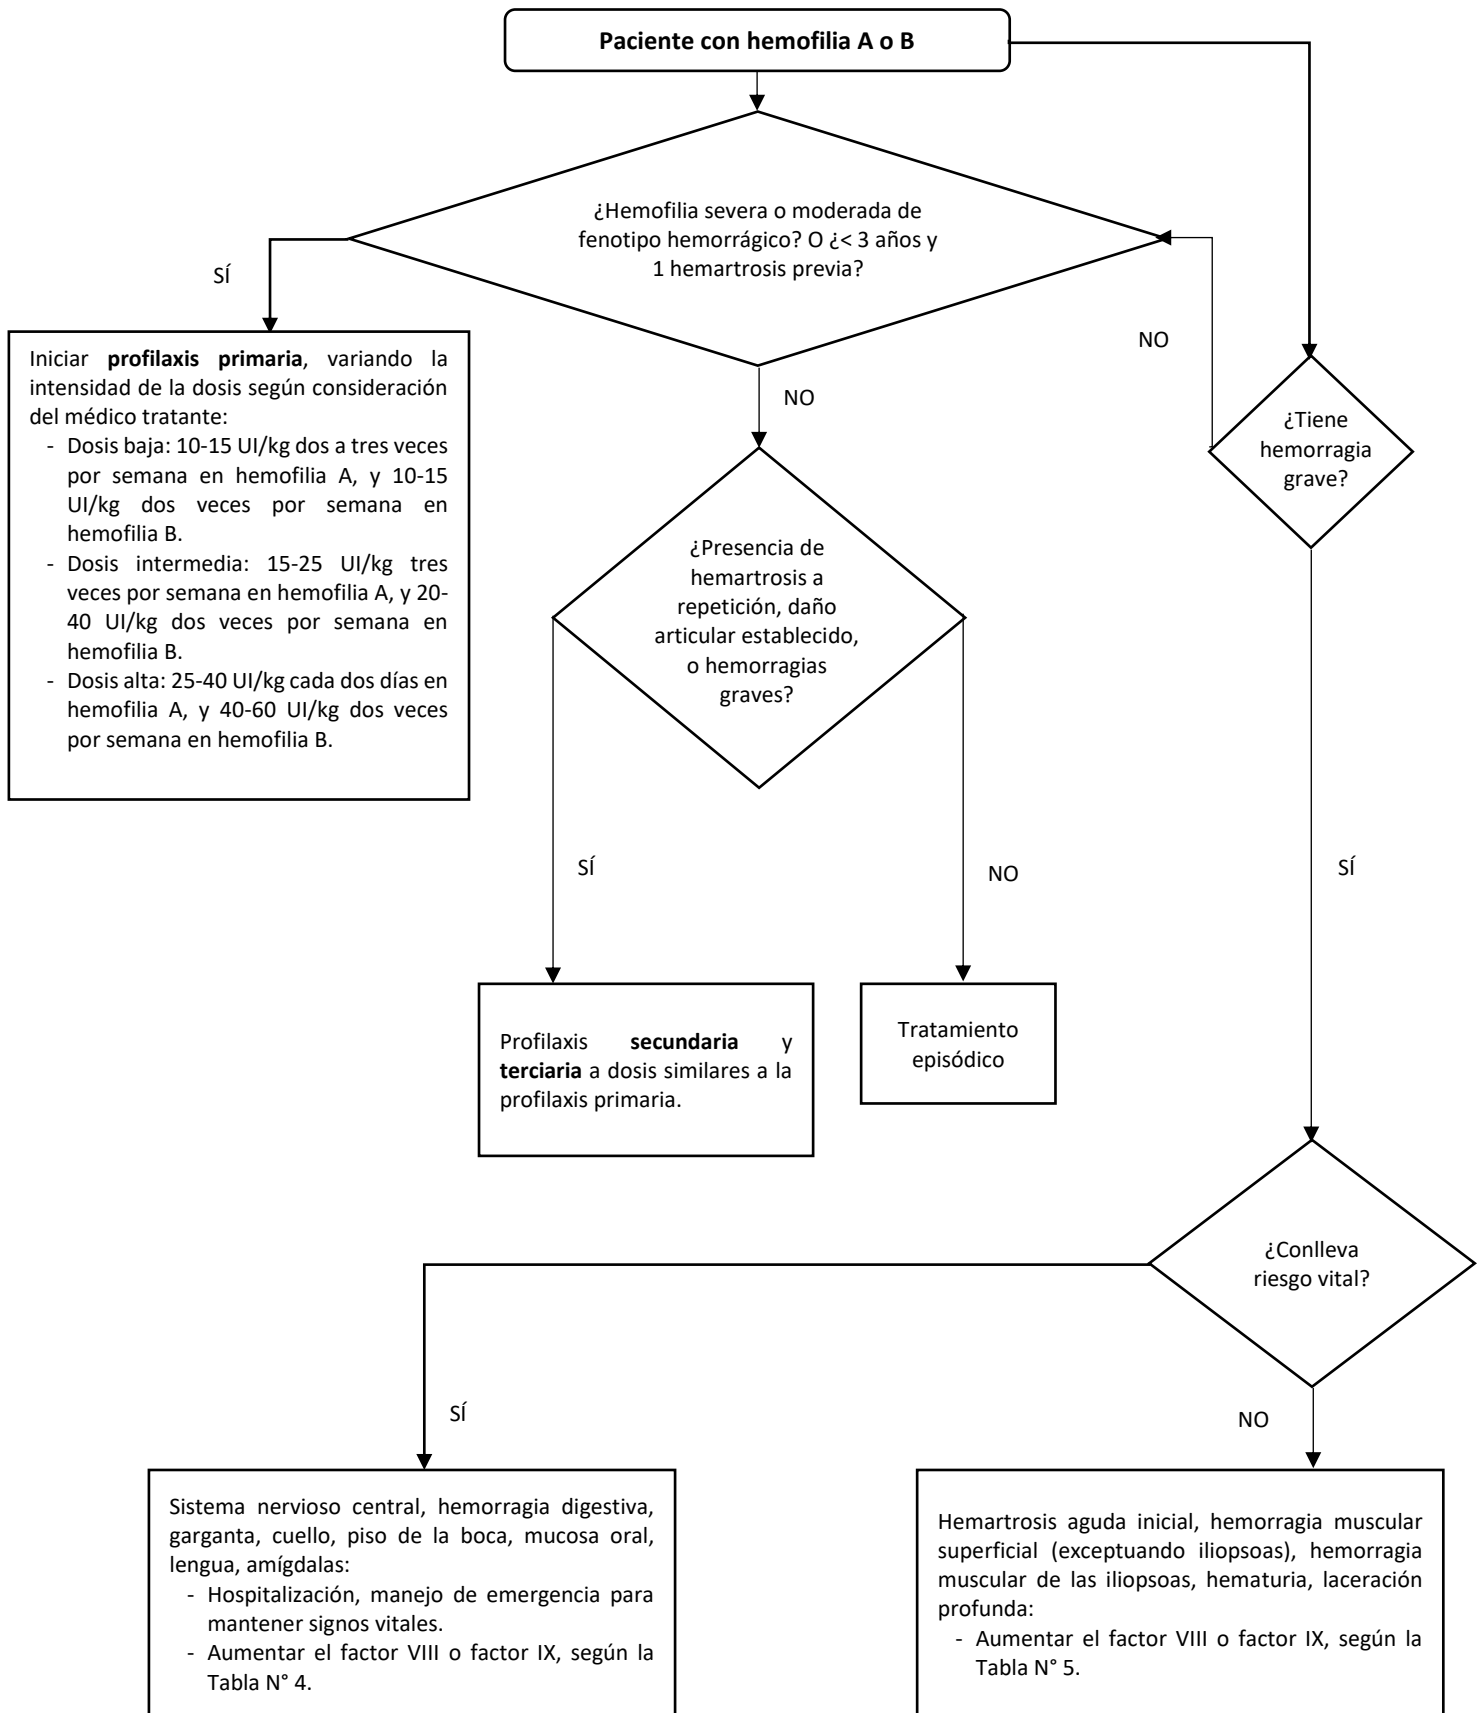 Paciente con hemofilia A o B
¿Hemofilia severa o moderada de
fenotipo hemorrágico? O ¿< 3 años y
1 hemartrosis previa?
SÍ
NO
Iniciar profilaxis primaria, variando la
intensidad de la dosis según consideración
del médico tratante:
- Dosis baja: 10-15 UI/kg dos a tres veces
por semana en hemofilia A, y 10-15
UI/kg dos veces por semana en
hemofilia B.
- Dosis intermedia: 15-25 UI/kg tres
veces por semana en hemofilia A, y 20-
40 UI/kg dos veces por semana en
hemofilia B.
- Dosis alta: 25-40 UI/kg cada dos días en
hemofilia A, y 40-60 UI/kg dos veces
por semana en hemofilia B.
NO
¿Tiene
hemorragia
grave?
¿Presencia de
hemartrosis a
repetición, daño
articular establecido,
o hemorragias
graves?
SÍ
NO
SÍ
Profilaxis secundaria y
terciaria a dosis similares a la
profilaxis primaria.
Tratamiento
episódico
¿Conlleva
riesgo vital?
SÍ
NO
Sistema nervioso central, hemorragia digestiva,
garganta, cuello, piso de la boca, mucosa oral,
lengua, amígdalas:
- Hospitalización, manejo de emergencia para
mantener signos vitales.
- Aumentar el factor VIII o factor IX, según la
Tabla N° 4.
Hemartrosis aguda inicial, hemorragia muscular
superficial (exceptuando iliopsoas), hemorragia
muscular de las iliopsoas, hematuria, laceración
profunda:
- Aumentar el factor VIII o factor IX, según la
Tabla N° 5.